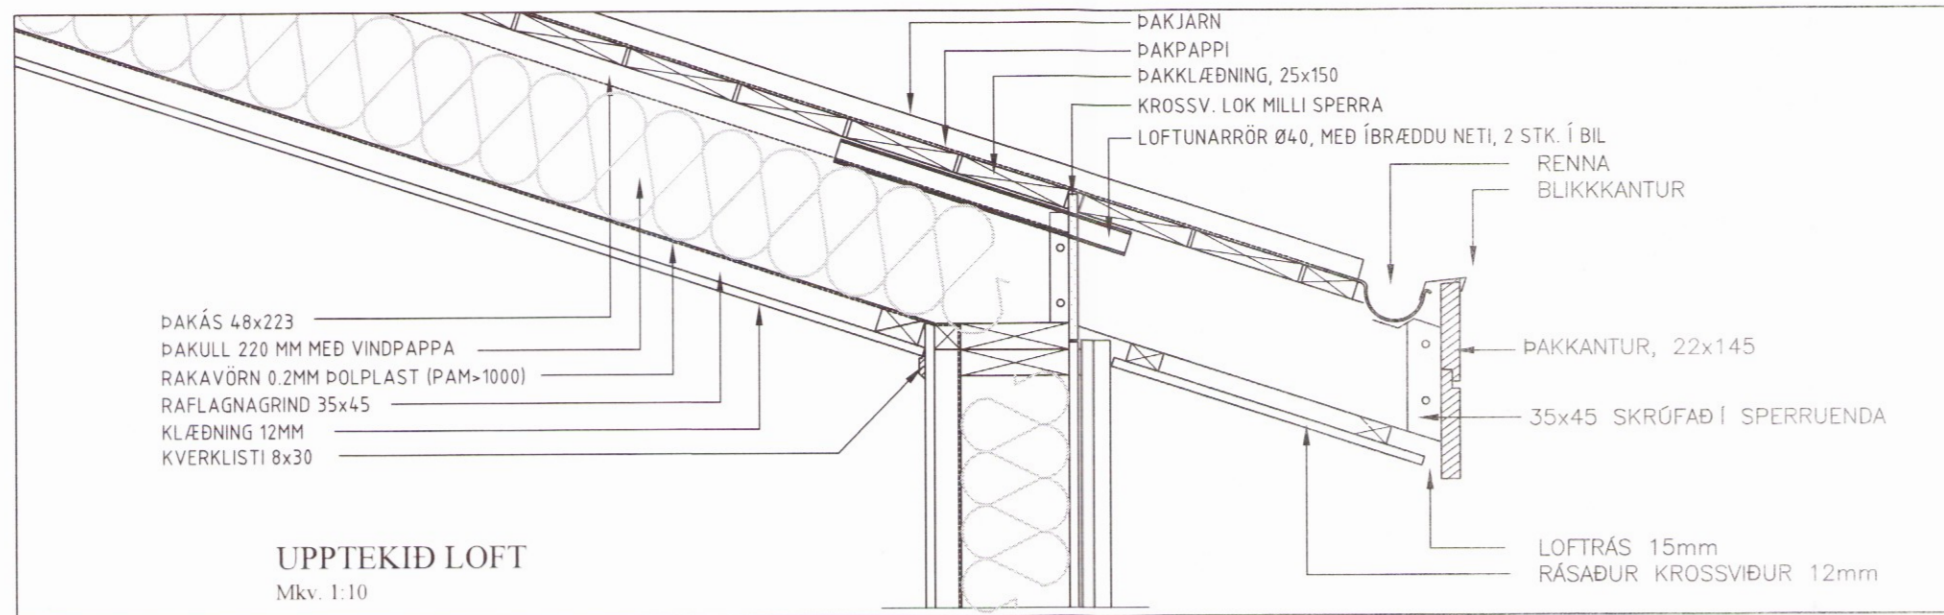 ÞAKJARN
ÞAKPAPPI
ÞAKKLÆÐNING, 25x150
KROSSV. LOK MILLI SPERRA
LOFTUNARRÖR Ø40, MEÐ ÍBRÆDDU NETI, 2 STK. Í BIL
RENNA
BLIKKKANTUR
ÞAKÁS 48x223
ÞAKULL 220 MM MEÐ VINDPAPPA
RAKAVÖRN 0.2MM ÞOLPLAST (PAM>1000)
RAFLAGNAGRIND 35x45
KLÆÐNING 12MM
KVERKLISTI 8x30
ÞAKKANTUR, 22x145
35x45 SKRÚFAÐ Í SPERRUENDA
LOFTRÁS 15mm
RÁSAÐUR KROSSVIÐUR 12mm
UPPTEKIÐ LOFT
Mkv. 1:10